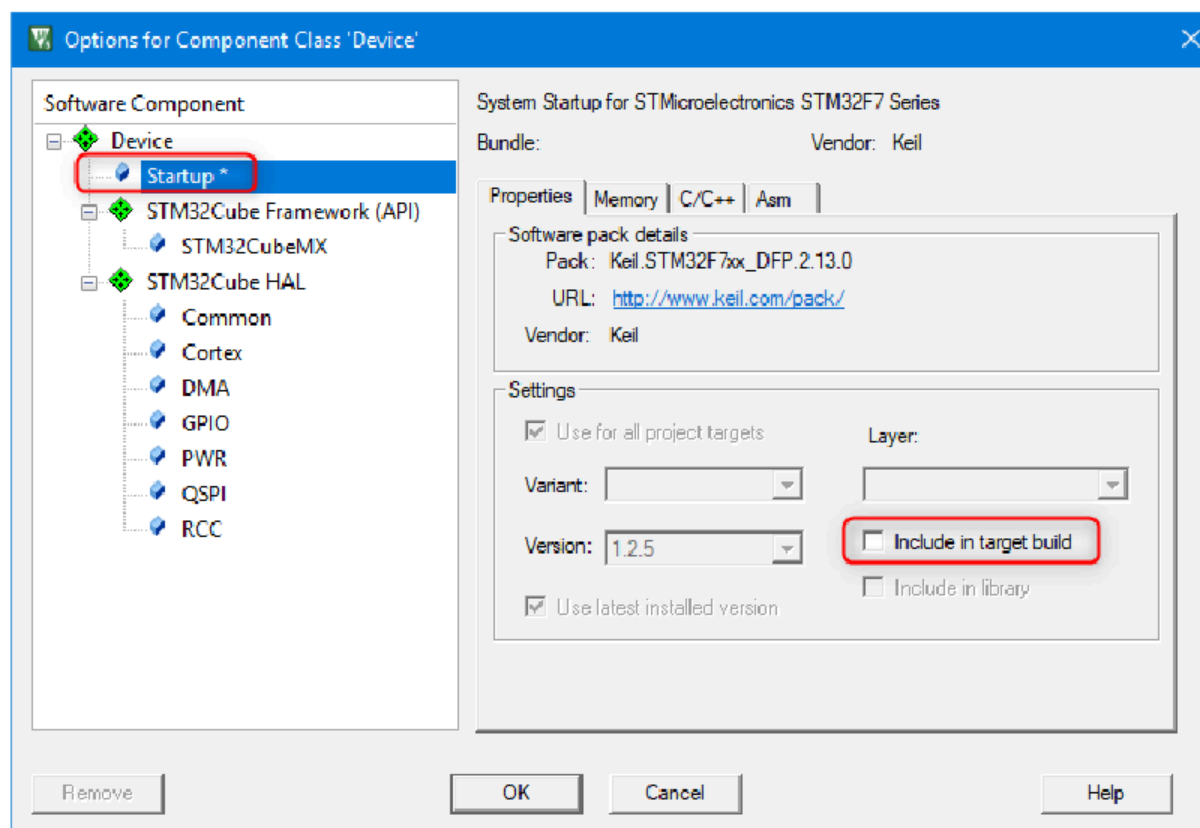 Options for Component Class 'Device'
Software Component
Device
Startup *
STM32Cube Framework (API)
STM32CubeMX
STM32Cube HAL
Common
Cortex
DMA
GPIO
PWR
QSPI
RCC
System Startup for STMicroelectronics STM32F7 Series
Bundle: Vendor: Keil
Properties Memory C/C++ Asm
Software pack details
Pack: Keil.STM32F7xx_DFP.2.13.0
URL: http://www.keil.com/pack/
Vendor: Keil
Settings
Use for all project targets Layer:
Variant:
Version: 1.2.5 Include in target build
Use latest installed version Include in library
Remove OK Cancel Help